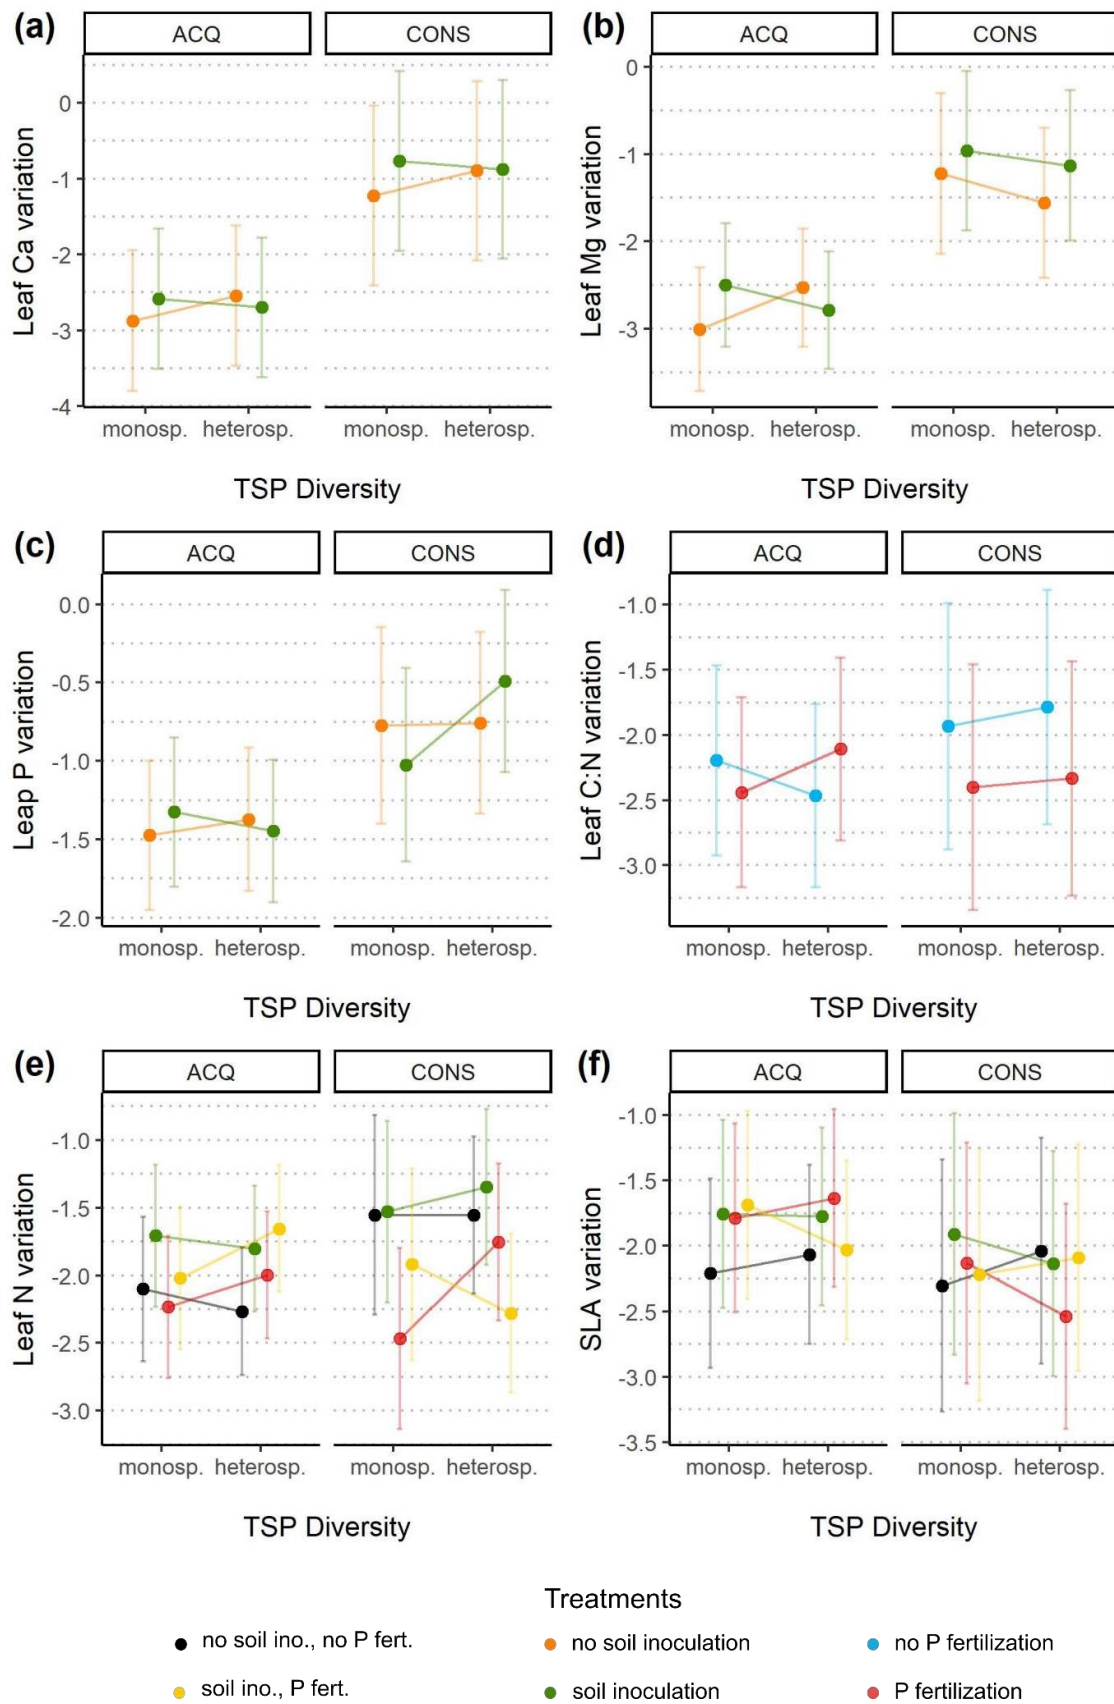 (a)
ACQ CONS
Leaf Ca variation
0
-1
-2
-3
-4
monosp. heterosp. monosp. heterosp.
TSP Diversity
(b)
ACQ CONS
Leaf Mg variation
0
-1
-2
-3
monosp. heterosp. monosp. heterosp.
TSP Diversity
(c)
ACQ CONS
Leap P variation
0.0
-0.5
-1.0
-1.5
-2.0
monosp. heterosp. monosp. heterosp.
TSP Diversity
(d)
ACQ CONS
Leaf C:N variation
-1.0
-1.5
-2.0
-2.5
-3.0
monosp. heterosp. monosp. heterosp.
TSP Diversity
(e)
ACQ CONS
Leaf N variation
-1.0
-1.5
-2.0
-2.5
-3.0
monosp. heterosp. monosp. heterosp.
TSP Diversity
(f)
ACQ CONS
SLA variation
-1.0
-1.5
-2.0
-2.5
-3.0
-3.5
monosp. heterosp. monosp. heterosp.
TSP Diversity
Treatments
no soil ino., no P fert. no soil inoculation no P fertilization
soil ino., P fert. soil inoculation P fertilization